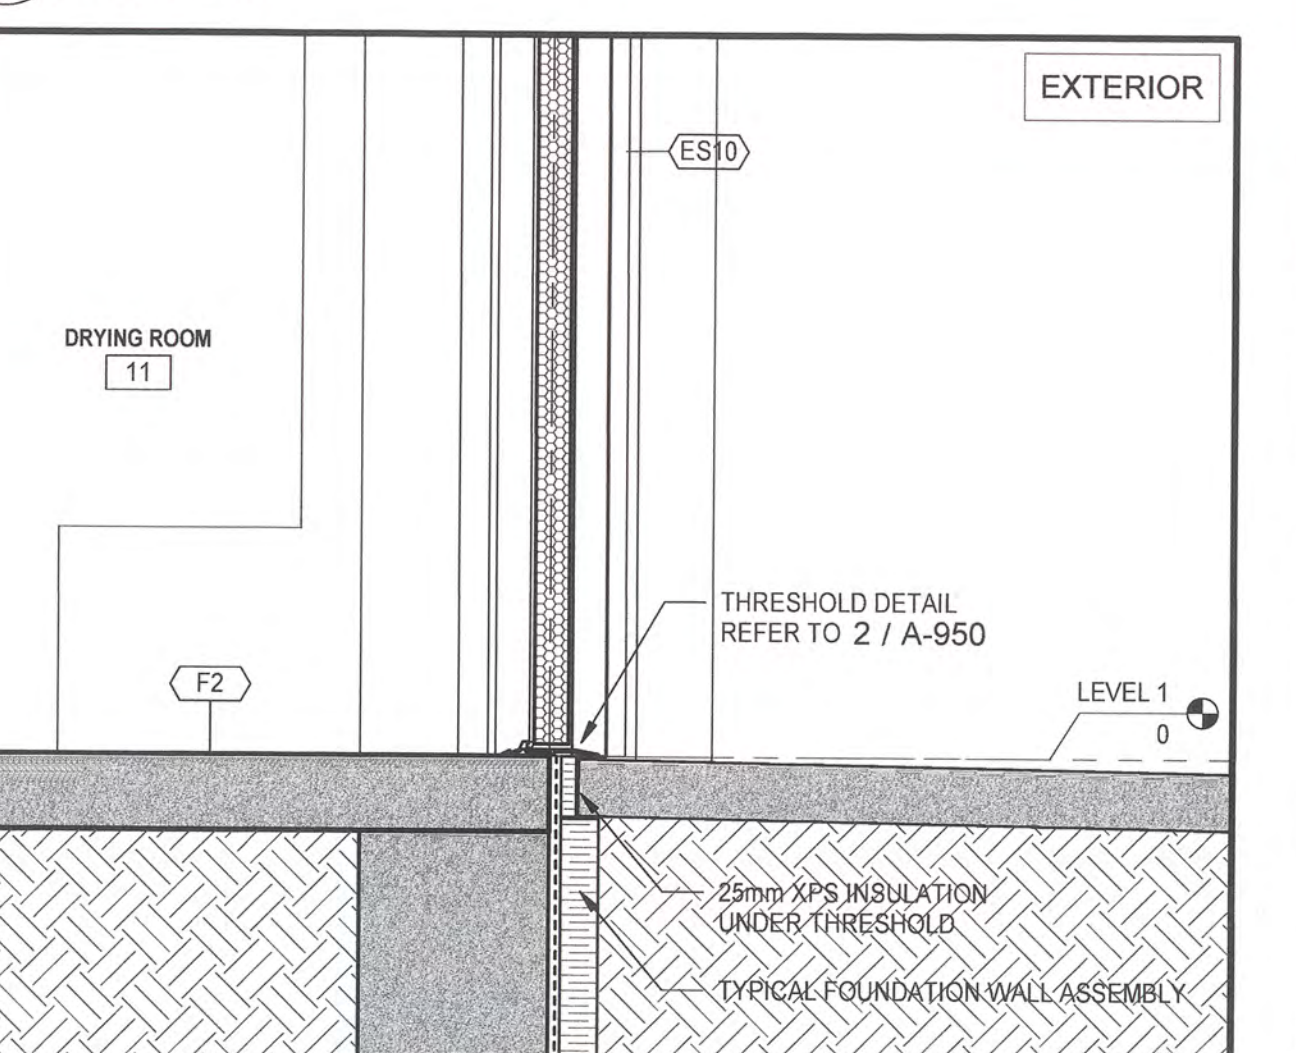 EXTERIOR
ES10
DRYING ROOM
11
THRESHOLD DETAIL
REFER TO 2 / A-950
F2
LEVEL 1
0
25mm XPS INSULATION
UNDER THRESHOLD
TYPICAL FOUNDATION WALL ASSEMBLY